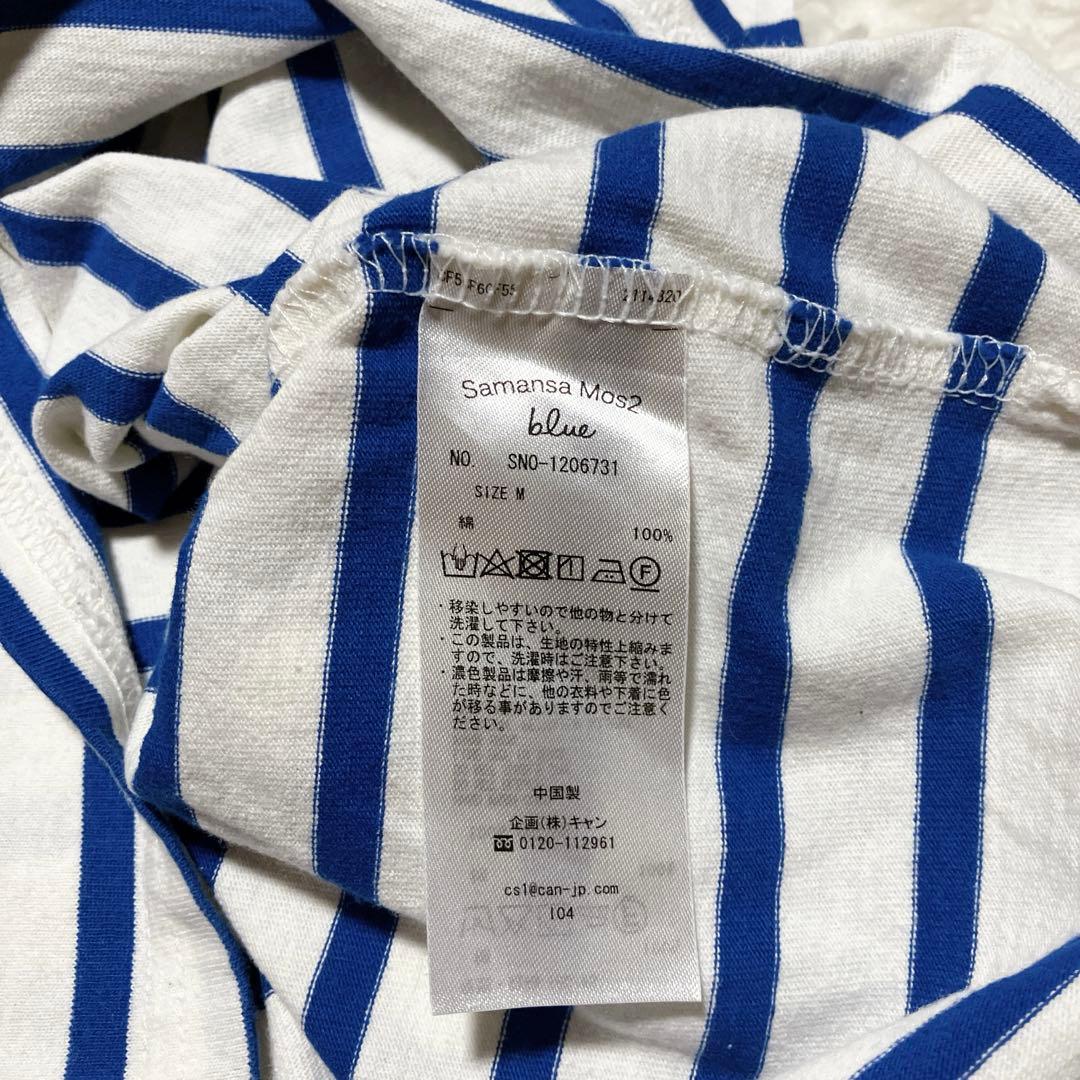 Samansa Mos2
blue
NO. SNO-1206731
SIZE M
綿 100%
・移染しやすいので他の物と分けて
洗濯して下さい。
・この製品は、生地の特性上縮みま
すので、洗濯時はご注意下さい。
・濃色製品は摩擦や汗、雨等で濡れ
た時などに、他の衣料や下着に色
が移る事がありますのでご注意く
ださい。
中国製
企画(株)キャン
0120-112961
cs1@can-jp.com
104